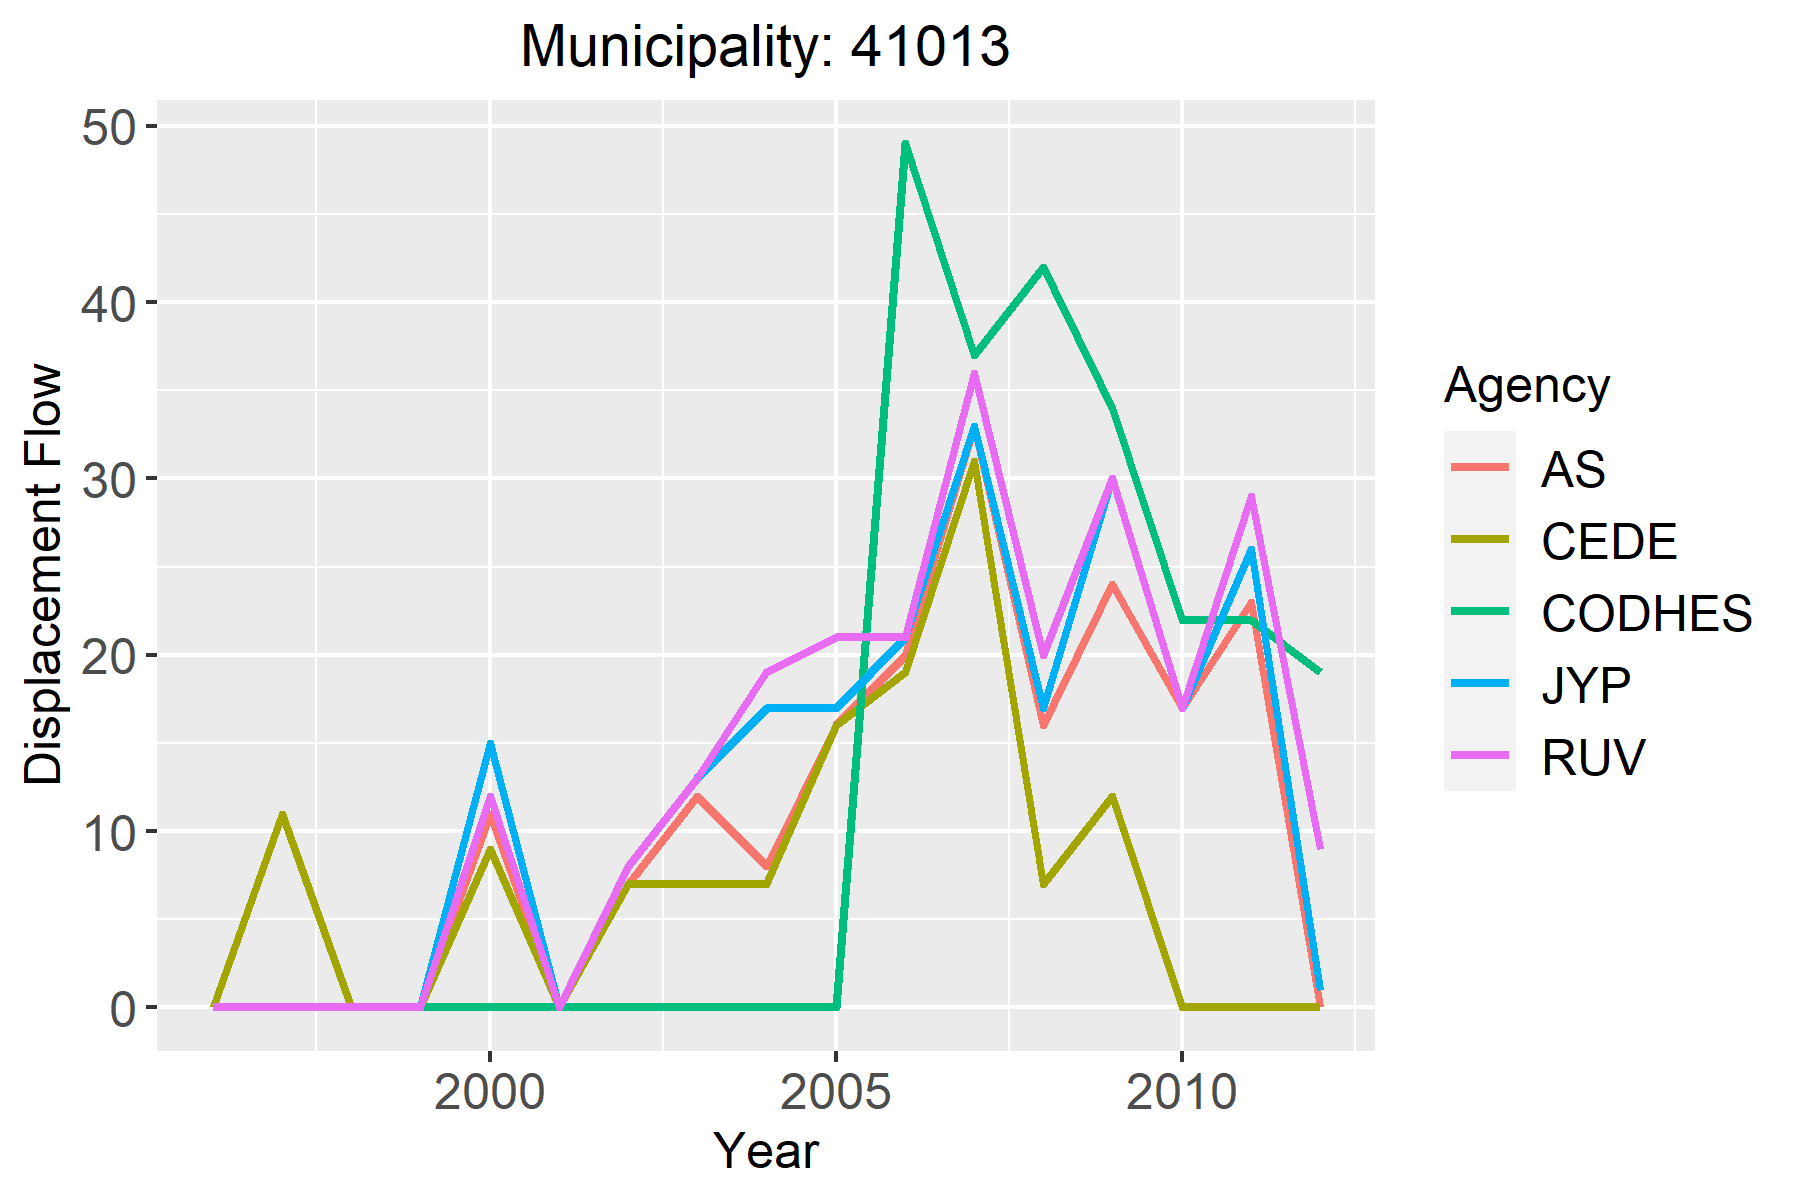 Municipality: 41013
50
40
30
20
10
0
Displacement Flow
2000
2005
2010
Year
Agency
AS
CEDE
CODHES
JYP
RUV